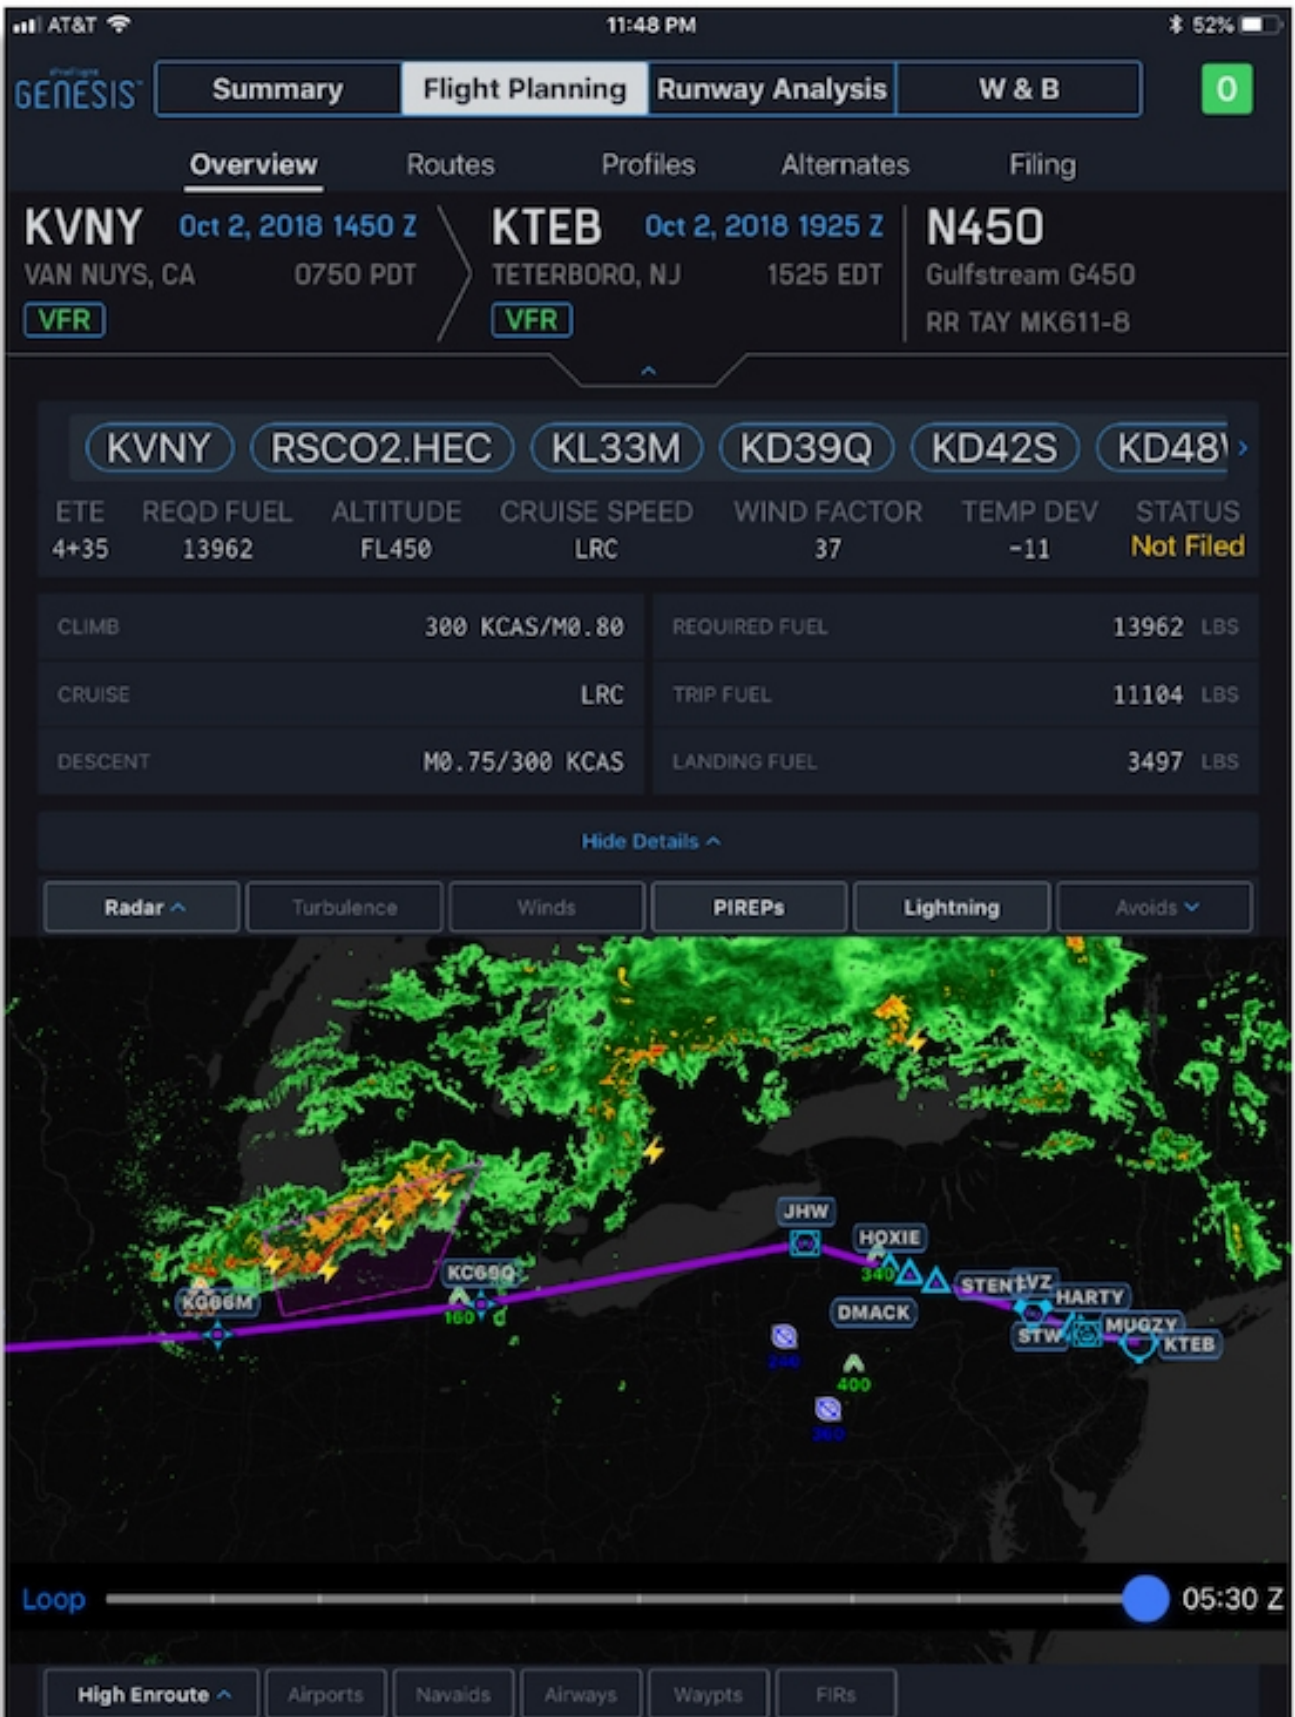 AT&T 11:48 PM 52%
GENESIS Summary Flight Planning Runway Analysis W & B 0
Overview Routes Profiles Alternates Filing
KVNY Oct 2, 2018 1450 Z KTEB Oct 2, 2018 1925 Z N450
VAN NUYS, CA 0750 PDT TETERBORO, NJ 1525 EDT Gulfstream G450
VFR VFR RR TAY MK611-8
KVNY RSCO2.HEC KL33M KD39Q KD42S KD48
ETE REQD FUEL ALTITUDE CRUISE SPEED WIND FACTOR TEMP DEV STATUS
4+35 13962 FL450 LRC 37 -11 Not Filed
CLIMB 300 KCAS/M0.80 REQUIRED FUEL 13962 LBS
CRUISE LRC TRIP FUEL 11104 LBS
DESCENT M0.75/300 KCAS LANDING FUEL 3497 LBS
Hide Details
Radar Turbulence Winds PIREPs Lightning Avoids
JHW
HOXIE
KC69Q 340
STEN LVZ
KG66M 160 DMACK HARTY
STW MUGZY
KTEB
240
400
360
Loop 05:30 Z
High Enroute Airports Navaids Airways Waypts FIRs